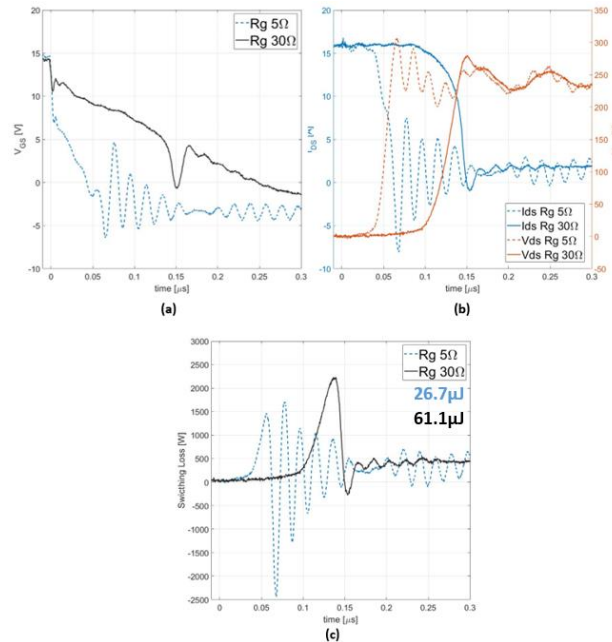 20
15
10
5
0
-5
-10
V_GS [V]
Rg 5Ω
Rg 30Ω
0 0.05 0.1 0.15 0.2 0.25 0.3
time [μs]
(a)
20
15
10
5
0
-5
-10
350
300
250
200
150
100
50
0
-50
Ids Rg 5Ω
Ids Rg 30Ω
Vds Rg 5Ω
Vds Rg 30Ω
0 0.05 0.1 0.15 0.2 0.25 0.3
time [μs]
(b)
3000
2500
2000
1500
1000
500
0
-500
-1000
-1500
-2000
-2500
Swicthing Loss [W]
Rg 5Ω
Rg 30Ω
26.7μJ
61.1μJ
0 0.05 0.1 0.15 0.2 0.25 0.3
time [μs]
(c)